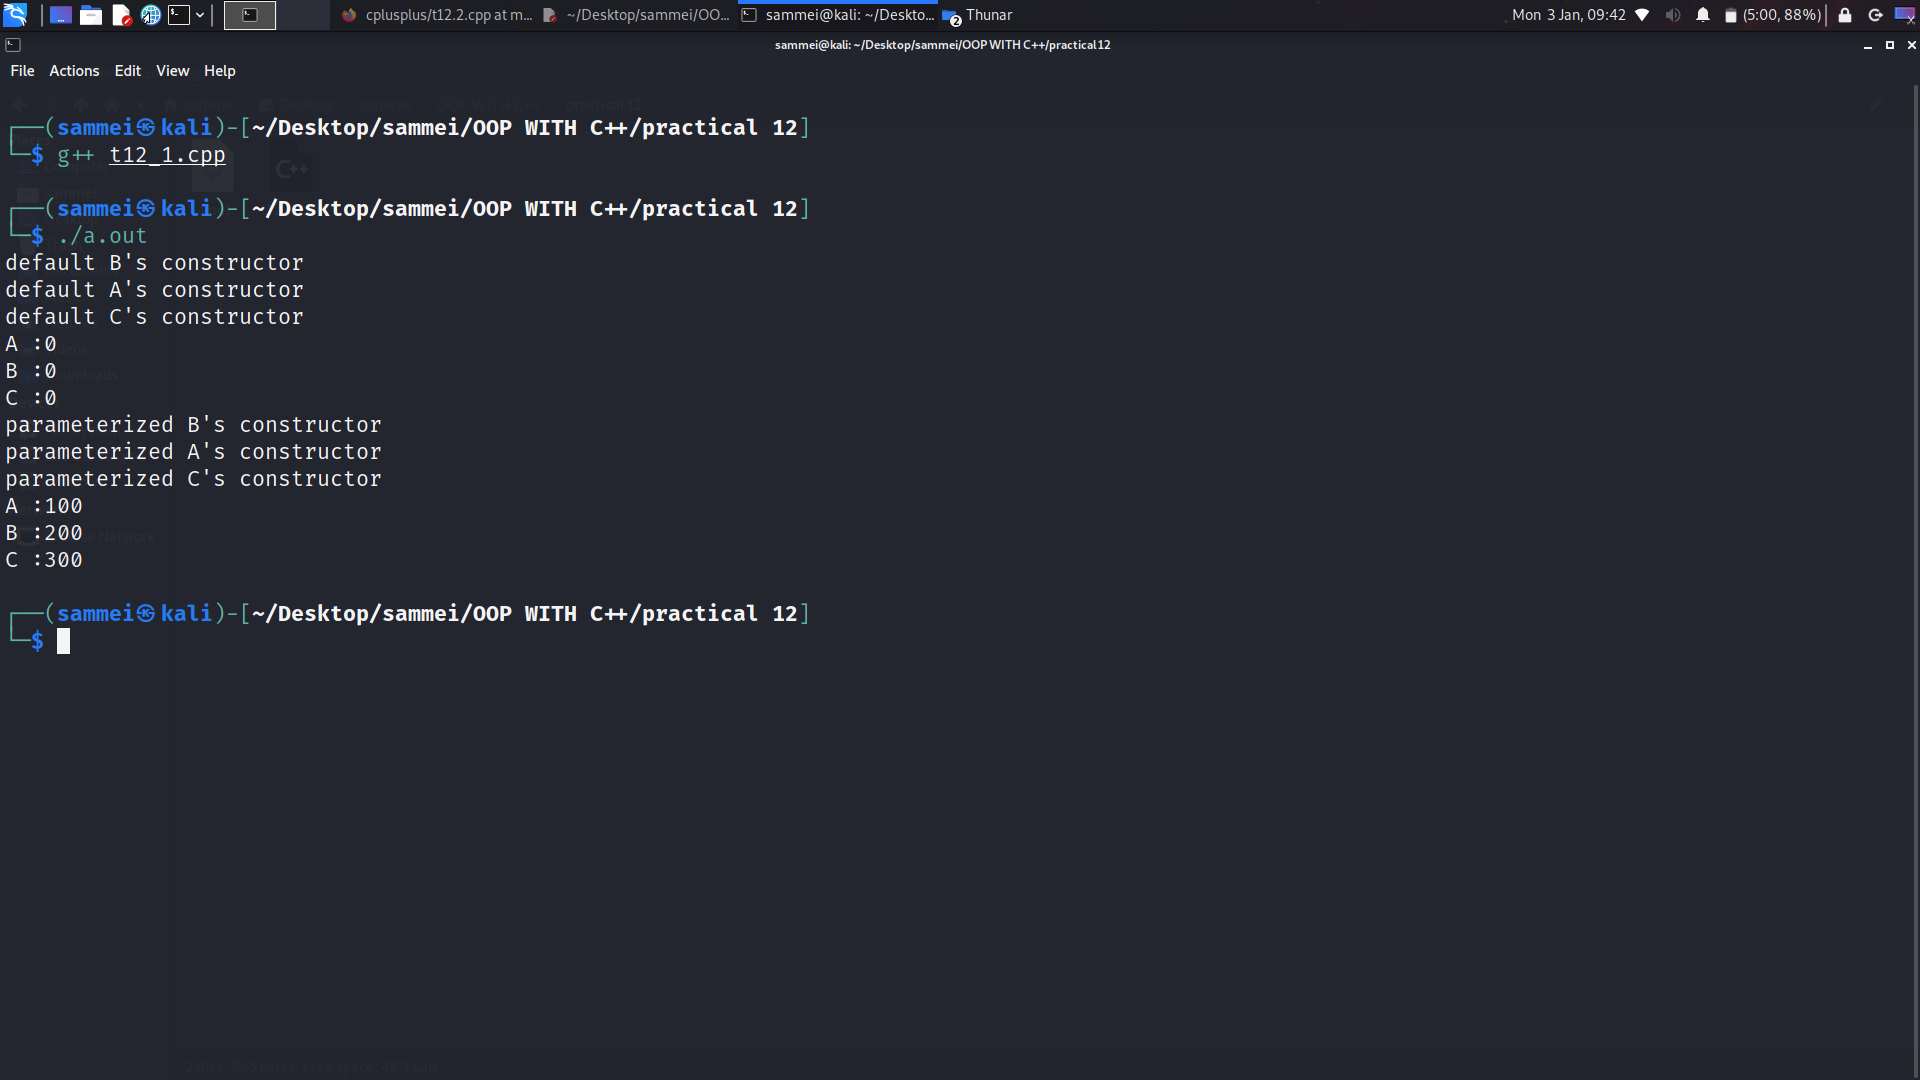 cplusplus/t12.2.cpp at m...
~/Desktop/sammei/OO...
sammei@kali: ~/Deskto...
2
Thunar
Mon 3 Jan, 09:42
(5:00, 88%)
sammei@kali: ~/Desktop/sammei/OOP WITH C++/practical 12
File Actions Edit View Help
┌──(sammei㉿kali)-[~/Desktop/sammei/OOP WITH C++/practical 12]
└─$ g++ t12_1.cpp
┌──(sammei㉿kali)-[~/Desktop/sammei/OOP WITH C++/practical 12]
└─$ ./a.out
default B's constructor
default A's constructor
default C's constructor
A :0
B :0
C :0
parameterized B's constructor
parameterized A's constructor
parameterized C's constructor
A :100
B :200
C :300
┌──(sammei㉿kali)-[~/Desktop/sammei/OOP WITH C++/practical 12]
└─$